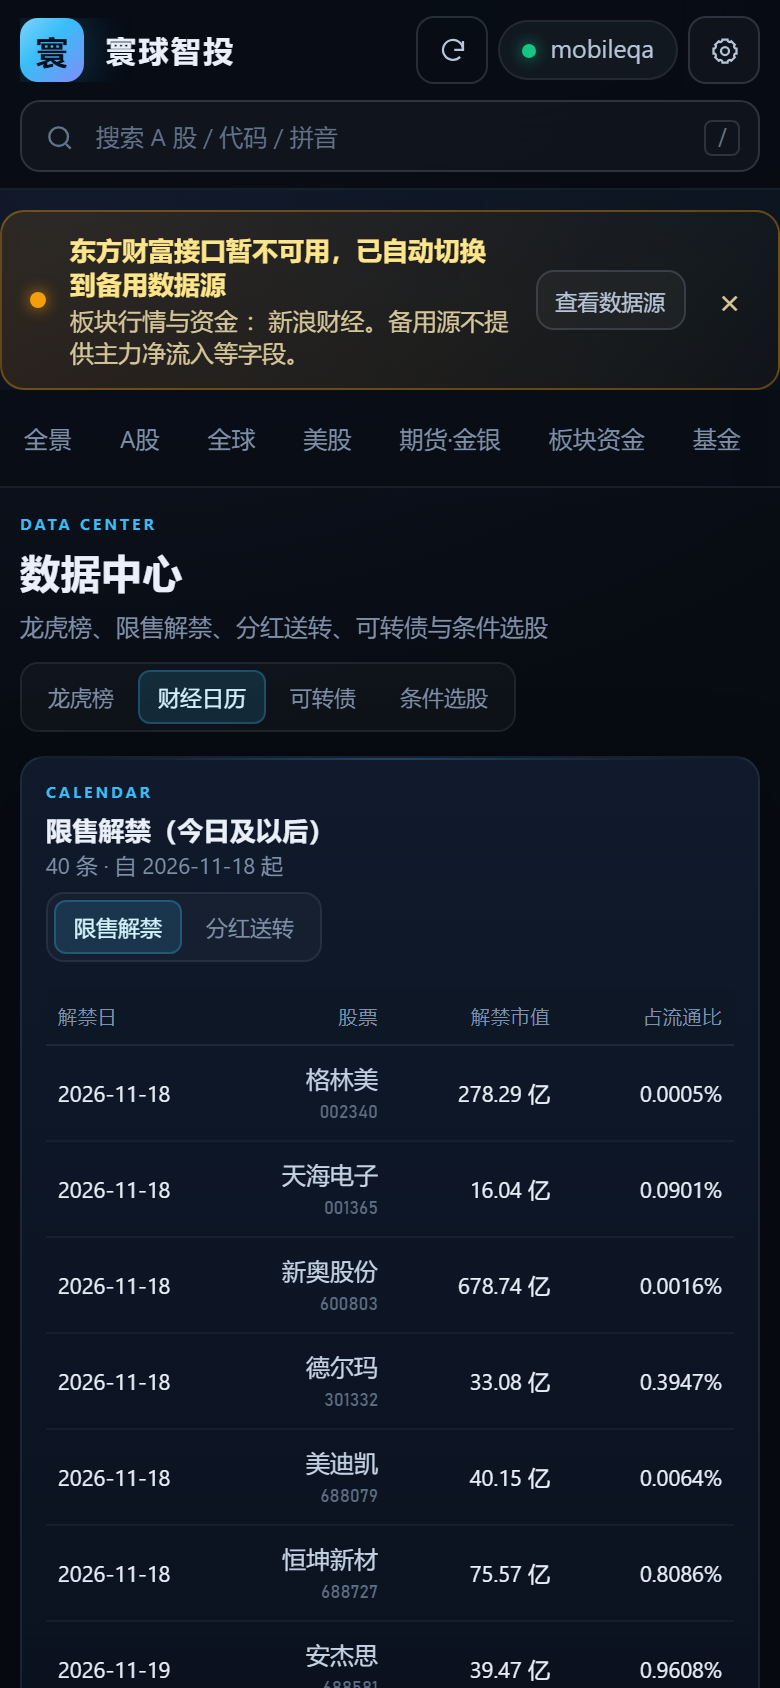 寰 寰球智投 mobileqa
搜索 A 股 / 代码 / 拼音 /
东方财富接口暂不可用，已自动切换
到备用数据源
板块行情与资金 ： 新浪财经。备用源不提
供主力净流入等字段。
查看数据源 ×
全景 A股 全球 美股 期货·金银 板块资金 基金
DATA CENTER
数据中心
龙虎榜、限售解禁、分红送转、可转债与条件选股
龙虎榜 财经日历 可转债 条件选股
CALENDAR
限售解禁（今日及以后）
40 条 · 自 2026-11-18 起
限售解禁 分红送转
解禁日 股票 解禁市值 占流通比
2026-11-18 格林美 278.29 亿 0.0005%
002340
2026-11-18 天海电子 16.04 亿 0.0901%
001365
2026-11-18 新奥股份 678.74 亿 0.0016%
600803
2026-11-18 德尔玛 33.08 亿 0.3947%
301332
2026-11-18 美迪凯 40.15 亿 0.0064%
688079
2026-11-18 恒坤新材 75.57 亿 0.8086%
688727
2026-11-19 安杰思 39.47 亿 0.9608%